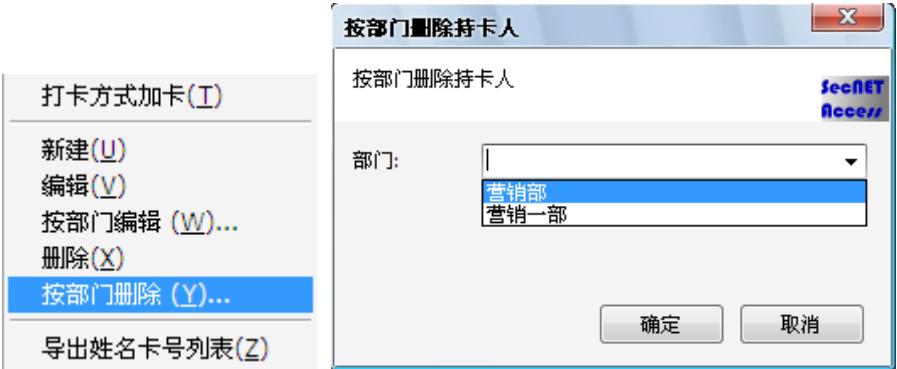 打卡方式加卡(T)
新建(U)
编辑(V)
按部门编辑 (W)...
删除(X)
按部门删除 (Y)...
导出姓名卡号列表(Z)
按部门删除持卡人
按部门删除持卡人
SecNET
Access
部门:
营销部
营销一部
确定
取消